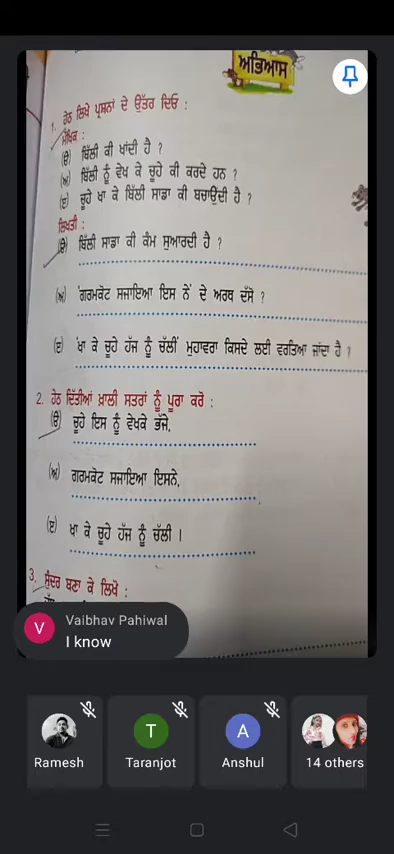 ਅਭਿਆਸ
1. ਹੇਠ ਲਿਖੇ ਪ੍ਰਸ਼ਨਾਂ ਦੇ ਉੱਤਰ ਦਿਓ :
ਮੌਖਿਕ :
(ੳ) ਬਿੱਲੀ ਕੀ ਖਾਂਦੀ ਹੈ ?
(ਅ) ਬਿੱਲੀ ਨੂੰ ਵੇਖ ਕੇ ਚੂਹੇ ਕੀ ਕਰਦੇ ਹਨ ?
(ੲ) ਚੂਹੇ ਖਾ ਕੇ ਬਿੱਲੀ ਸਾਡਾ ਕੀ ਬਚਾਉਂਦੀ ਹੈ ?
ਲਿਖਤੀ :
(ੳ) ਬਿੱਲੀ ਸਾਡਾ ਕੀ ਕੰਮ ਸੁਆਰਦੀ ਹੈ ?
(ਅ) 'ਗਰਮਕੋਟ ਸਜਾਇਆ ਇਸ ਨੇ' ਦੇ ਅਰਥ ਦੱਸੋ ?
(ੲ) 'ਖਾ ਕੇ ਚੂਹੇ ਹੱਜ ਨੂੰ ਚੱਲੀ' ਮੁਹਾਵਰਾ ਕਿਸਦੇ ਲਈ ਵਰਤਿਆ ਜਾਂਦਾ ਹੈ ?
2. ਹੇਠ ਦਿੱਤੀਆਂ ਖ਼ਾਲੀ ਸਤਰਾਂ ਨੂੰ ਪੂਰਾ ਕਰੋ :
(ੳ) ਚੂਹੇ ਇਸ ਨੂੰ ਵੇਖਕੇ ਭੱਜੇ,
(ਅ) ਗਰਮਕੋਟ ਸਜਾਇਆ ਇਸਨੇ,
(ੲ) ਖਾ ਕੇ ਚੂਹੇ ਹੱਜ ਨੂੰ ਚੱਲੀ ।
3. ਸੁੰਦਰ ਬਣਾ ਕੇ ਲਿਖੋ :
V
Vaibhav Pahiwal
I know
Ramesh
T
Taranjot
A
Anshul
14 others